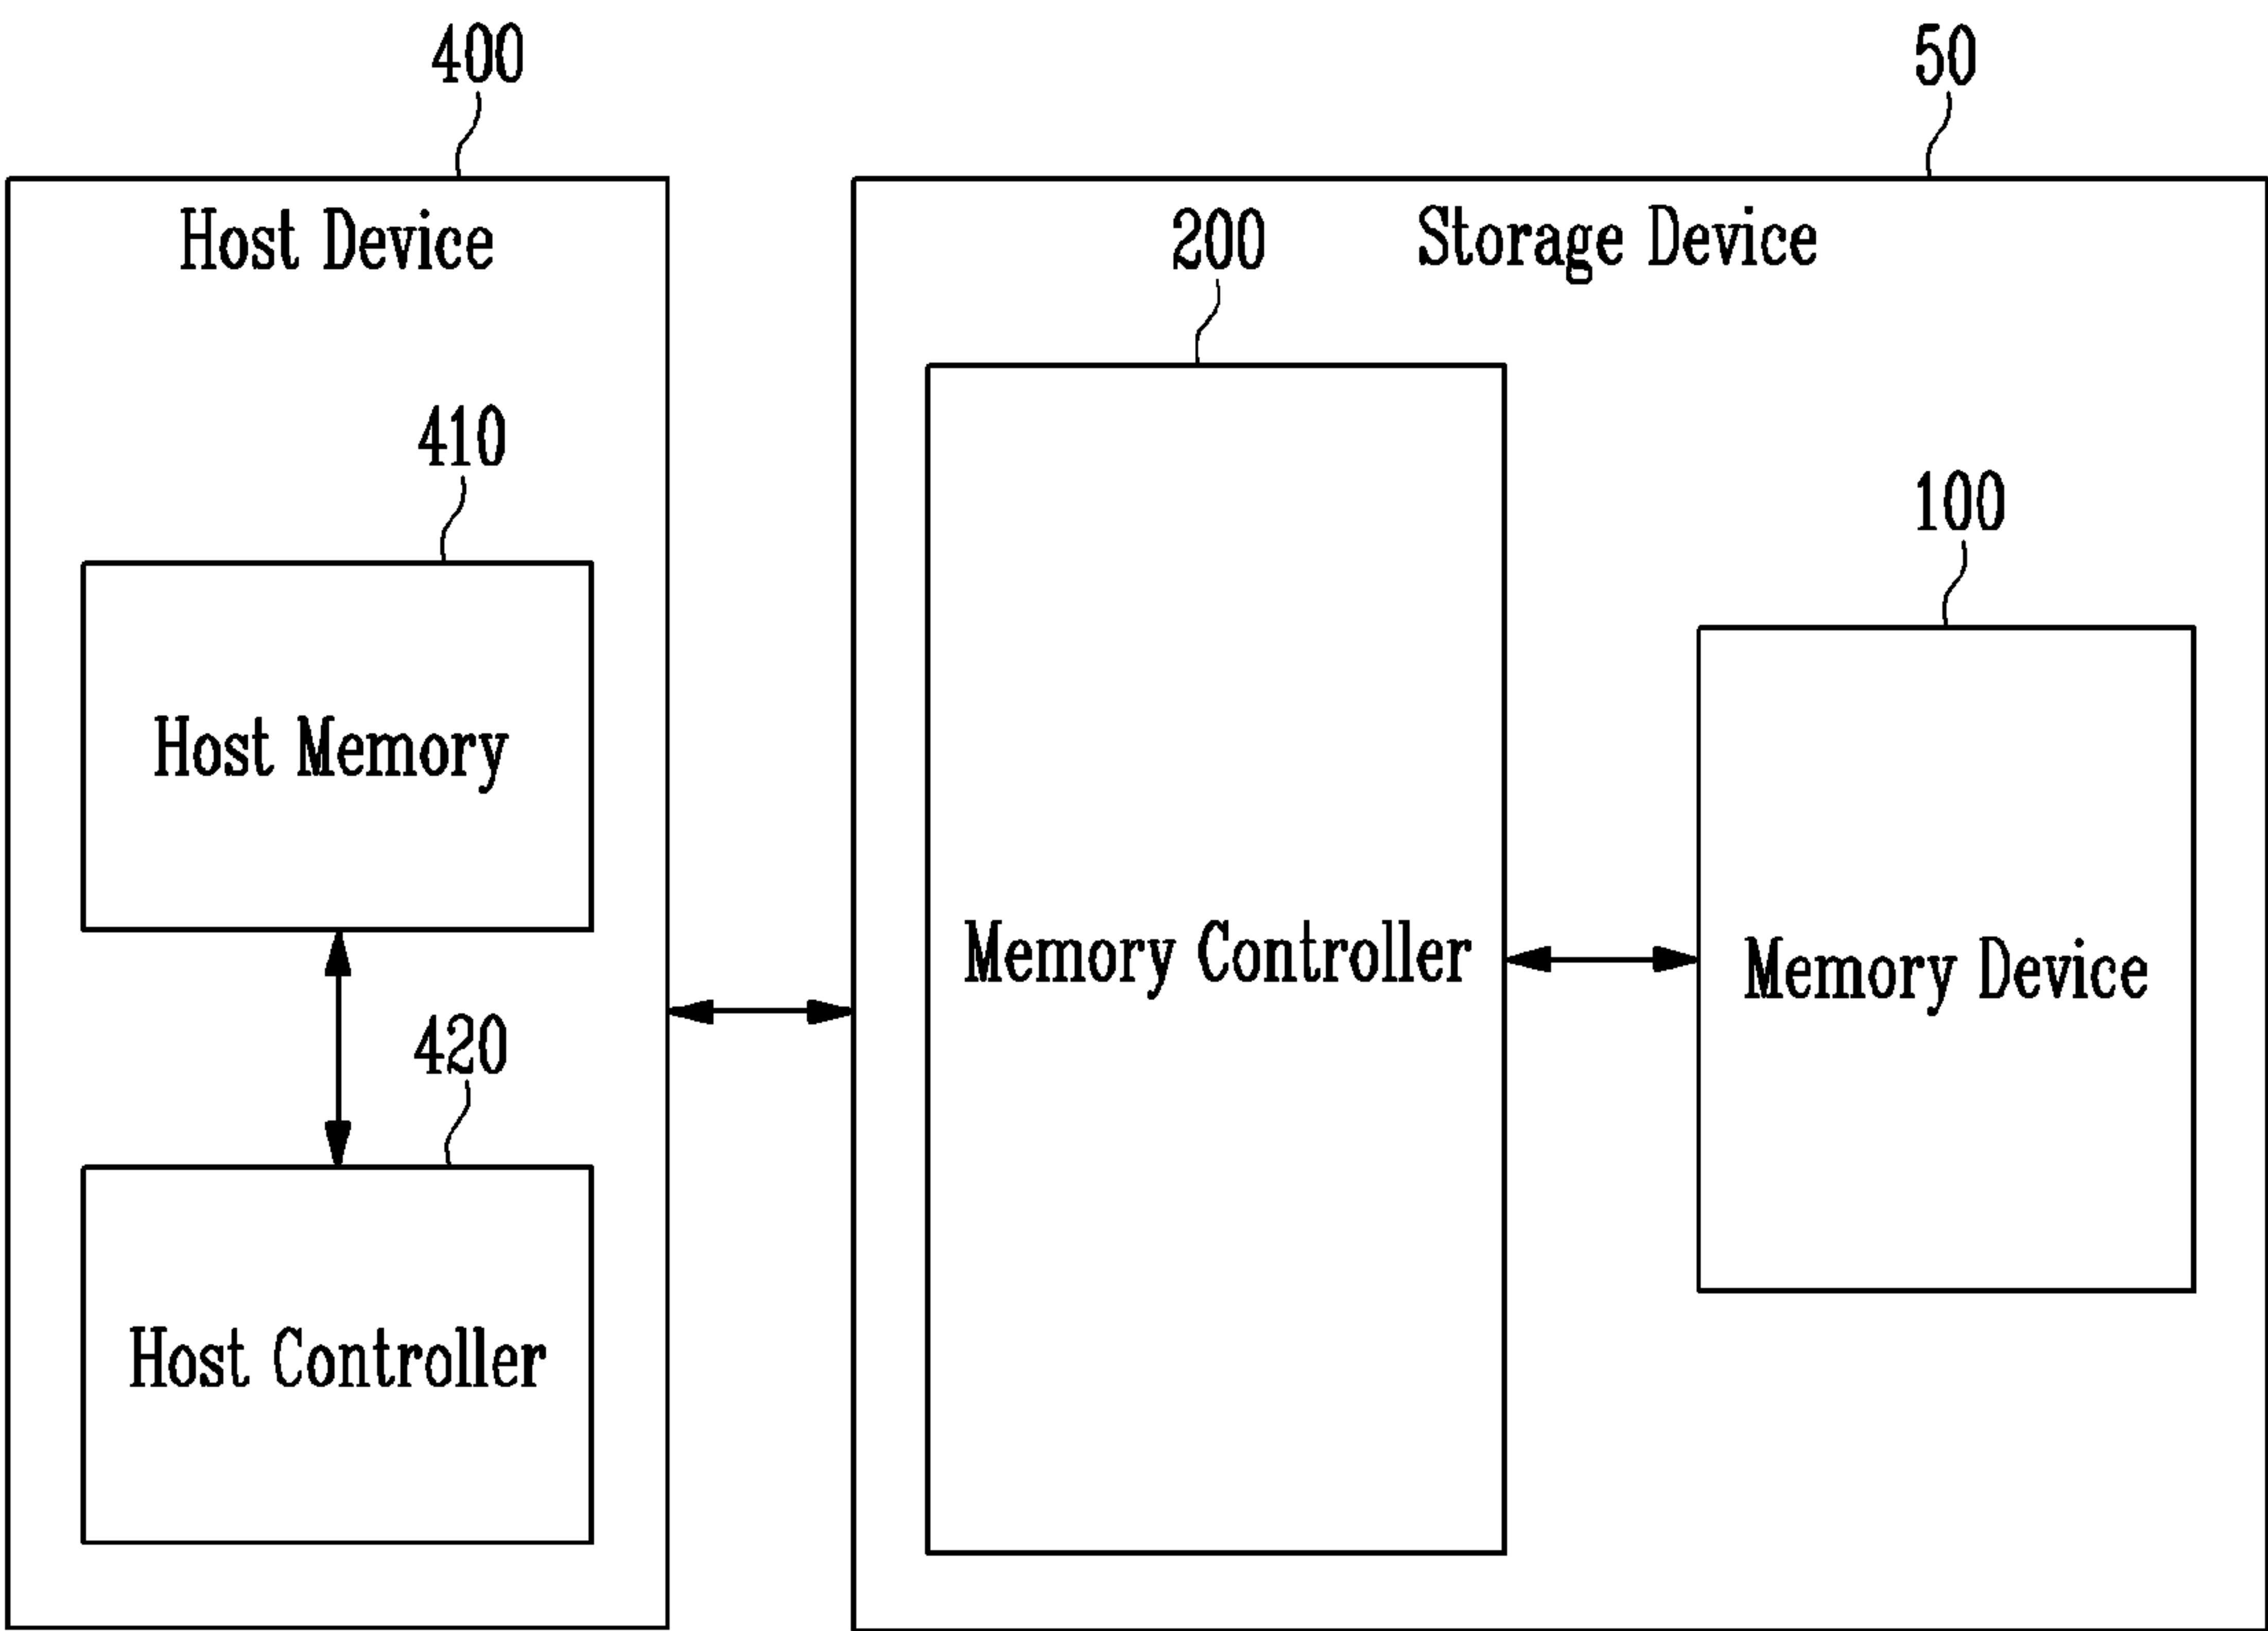 400
50
Host Device
200
Storage Device
410
100
Host Memory
Memory Controller
Memory Device
420
Host Controller